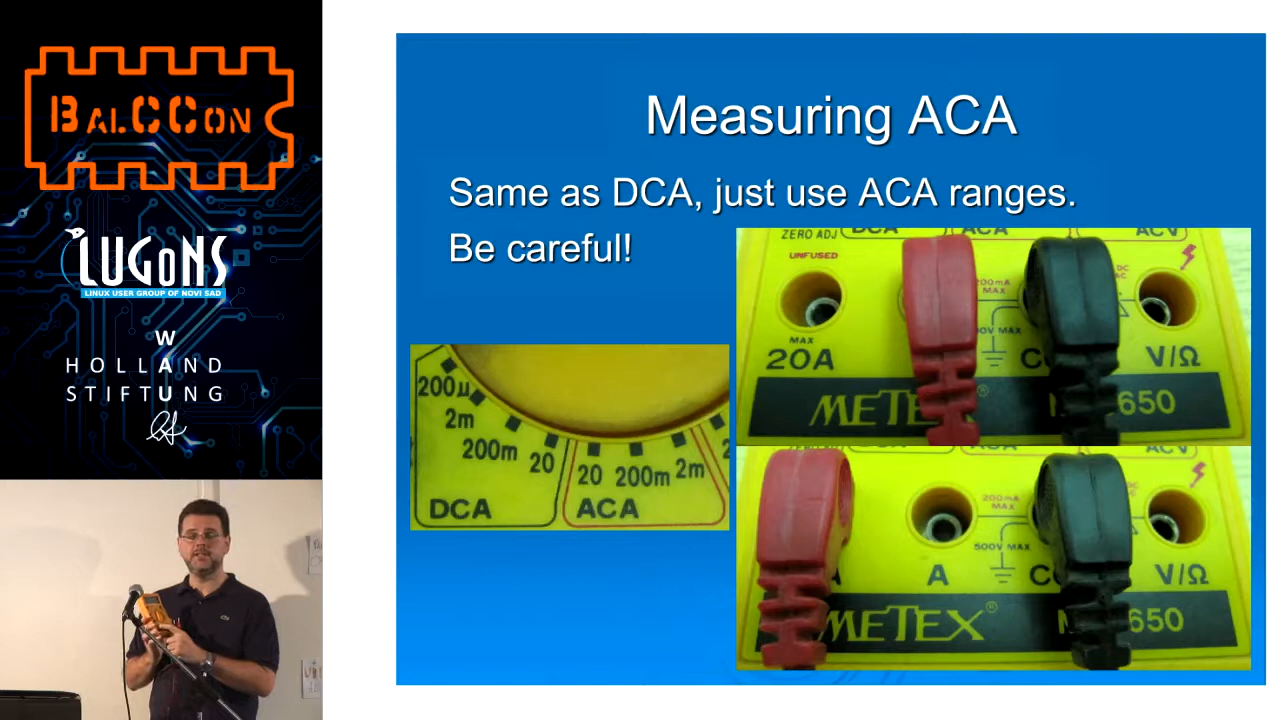 BALCCON
LUGONS
LINUX USER GROUP OF NOVI SAD
W
HOLLAND
A
STIFTUNG
U
Measuring ACA
Same as DCA, just use ACA ranges.
Be careful!
200µ
2m
200m
20
DCA
20
200m
2m
ACA
ZERO ADJ
DCA
ACA
ACV
UNFUSED
200mA
MAX
MAX
20A
V/Ω
METEX
650
ACV
200mA
MAX
500V MAX
A
V/Ω
METEX®
650